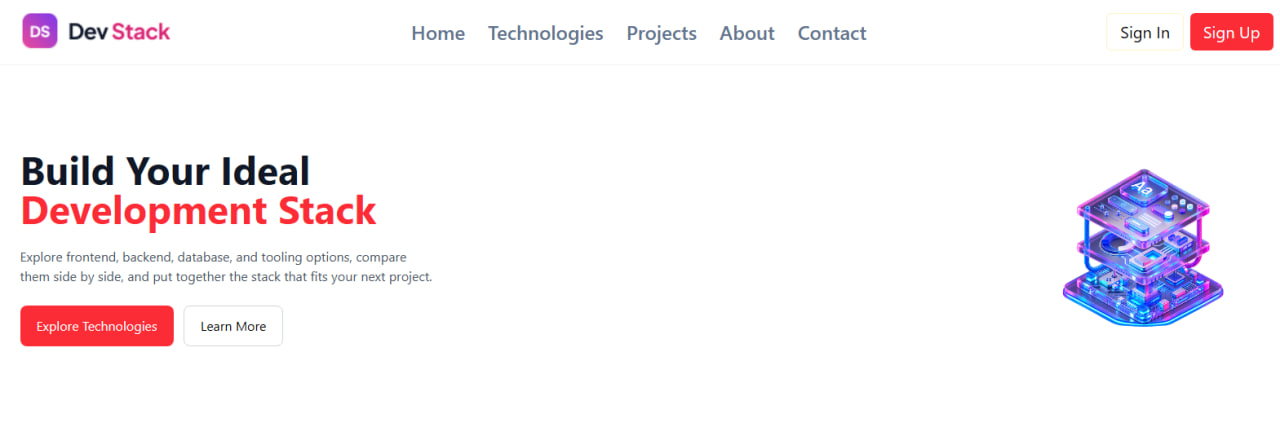 DS Dev Stack
Home Technologies Projects About Contact
Sign In Sign Up
Build Your Ideal
Development Stack
Explore frontend, backend, database, and tooling options, compare
them side by side, and put together the stack that fits your next project.
Explore Technologies Learn More
Aa